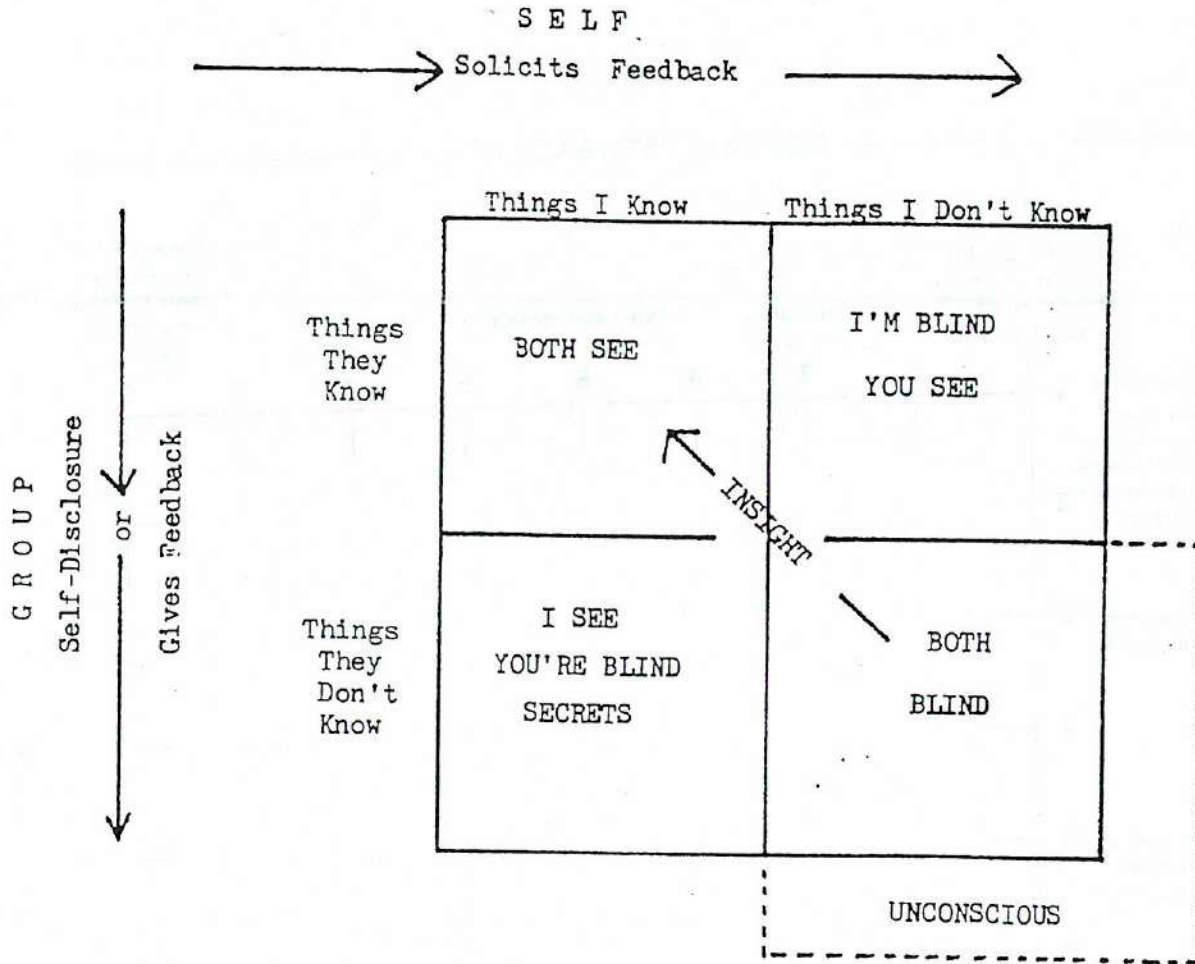 S E L F
Solicits Feedback
Things I Know
Things I Don't Know
Things
They
Know
BOTH SEE
I'M BLIND
YOU SEE
G R O U P
Self-Disclosure
or
Gives Feedback
INSIGHT
Things
They
Don't
Know
I SEE
YOU'RE BLIND
SECRETS
BOTH
BLIND
UNCONSCIOUS